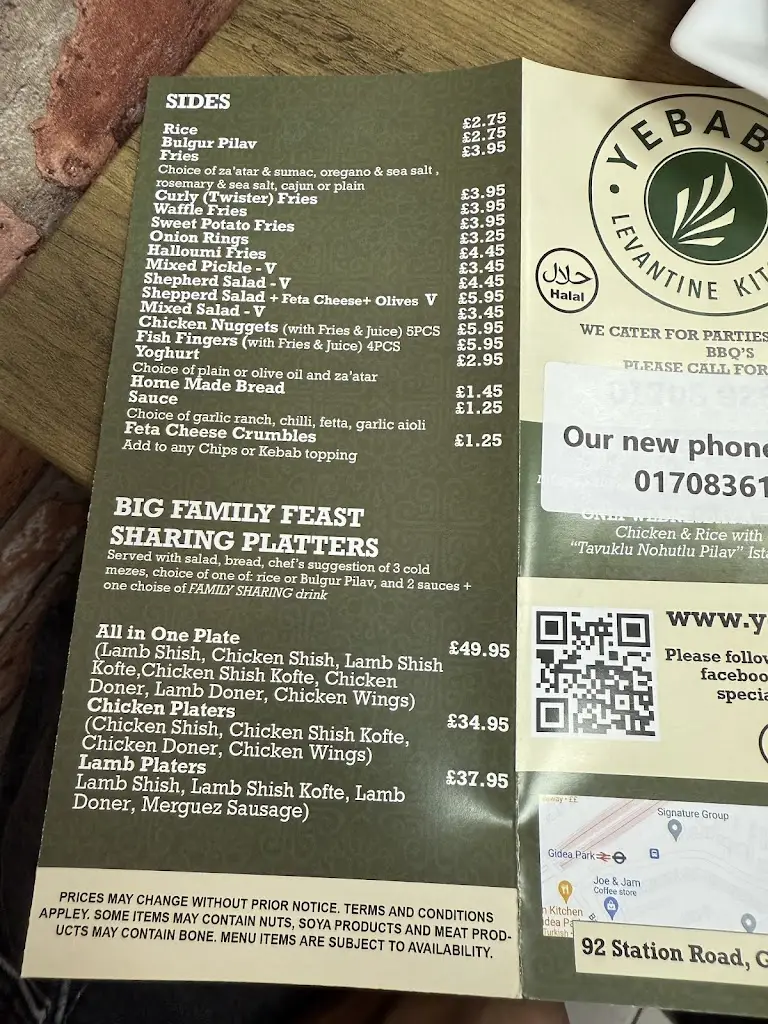 SIDES
Rice £2.75
Bulgur Pilav £2.75
Fries £3.95
Choice of za'atar & sumac, oregano & sea salt ,
rosemary & sea salt, cajun or plain
Curly (Twister) Fries £3.95
Waffle Fries £3.95
Sweet Potato Fries £3.95
Onion Rings £3.25
Halloumi Fries £4.45
Mixed Pickle - V £3.45
Shepherd Salad - V £4.45
Shepperd Salad + Feta Cheese+ Olives V £5.95
Mixed Salad - V £3.45
Chicken Nuggets (with Fries & Juice) 5PCS £5.95
Fish Fingers (with Fries & Juice) 4PCS £5.95
Yoghurt £2.95
Choice of plain or olive oil and za'atar
Home Made Bread £1.45
Sauce £1.25
Choice of garlic ranch, chilli, fetta, garlic aioli
Feta Cheese Crumbles £1.25
Add to any Chips or Kebab topping
BIG FAMILY FEAST
SHARING PLATTERS
Served with salad, bread, chef's suggestion of 3 cold
mezes, choice of one of: rice or Bulgur Pilav, and 2 sauces +
one choise of FAMILY SHARING drink
All in One Plate £49.95
(Lamb Shish, Chicken Shish, Lamb Shish
Kofte,Chicken Shish Kofte, Chicken
Doner, Lamb Doner, Chicken Wings)
Chicken Platers £34.95
(Chicken Shish, Chicken Shish Kofte,
Chicken Doner, Chicken Wings)
Lamb Platers £37.95
Lamb Shish, Lamb Shish Kofte, Lamb
Doner, Merguez Sausage)
PRICES MAY CHANGE WITHOUT PRIOR NOTICE. TERMS AND CONDITIONS
APPLEY. SOME ITEMS MAY CONTAIN NUTS, SOYA PRODUCTS AND MEAT PROD-
UCTS MAY CONTAIN BONE. MENU ITEMS ARE SUBJECT TO AVAILABILITY.
YEBAB
LEVANTINE KIT
حلال
Halal
WE CATER FOR PARTIES
BBQ'S
PLEASE CALL FOR
Our new phone
01708361
Chicken & Rice with
"Tavuklu Nohutlu Pilav" Ista
www.y
Please follow
faceboo
specia
Signature Group
Gidea Park
Joe & Jam
Coffee store
n Kitchen
dea Pa
Turkish
92 Station Road, G